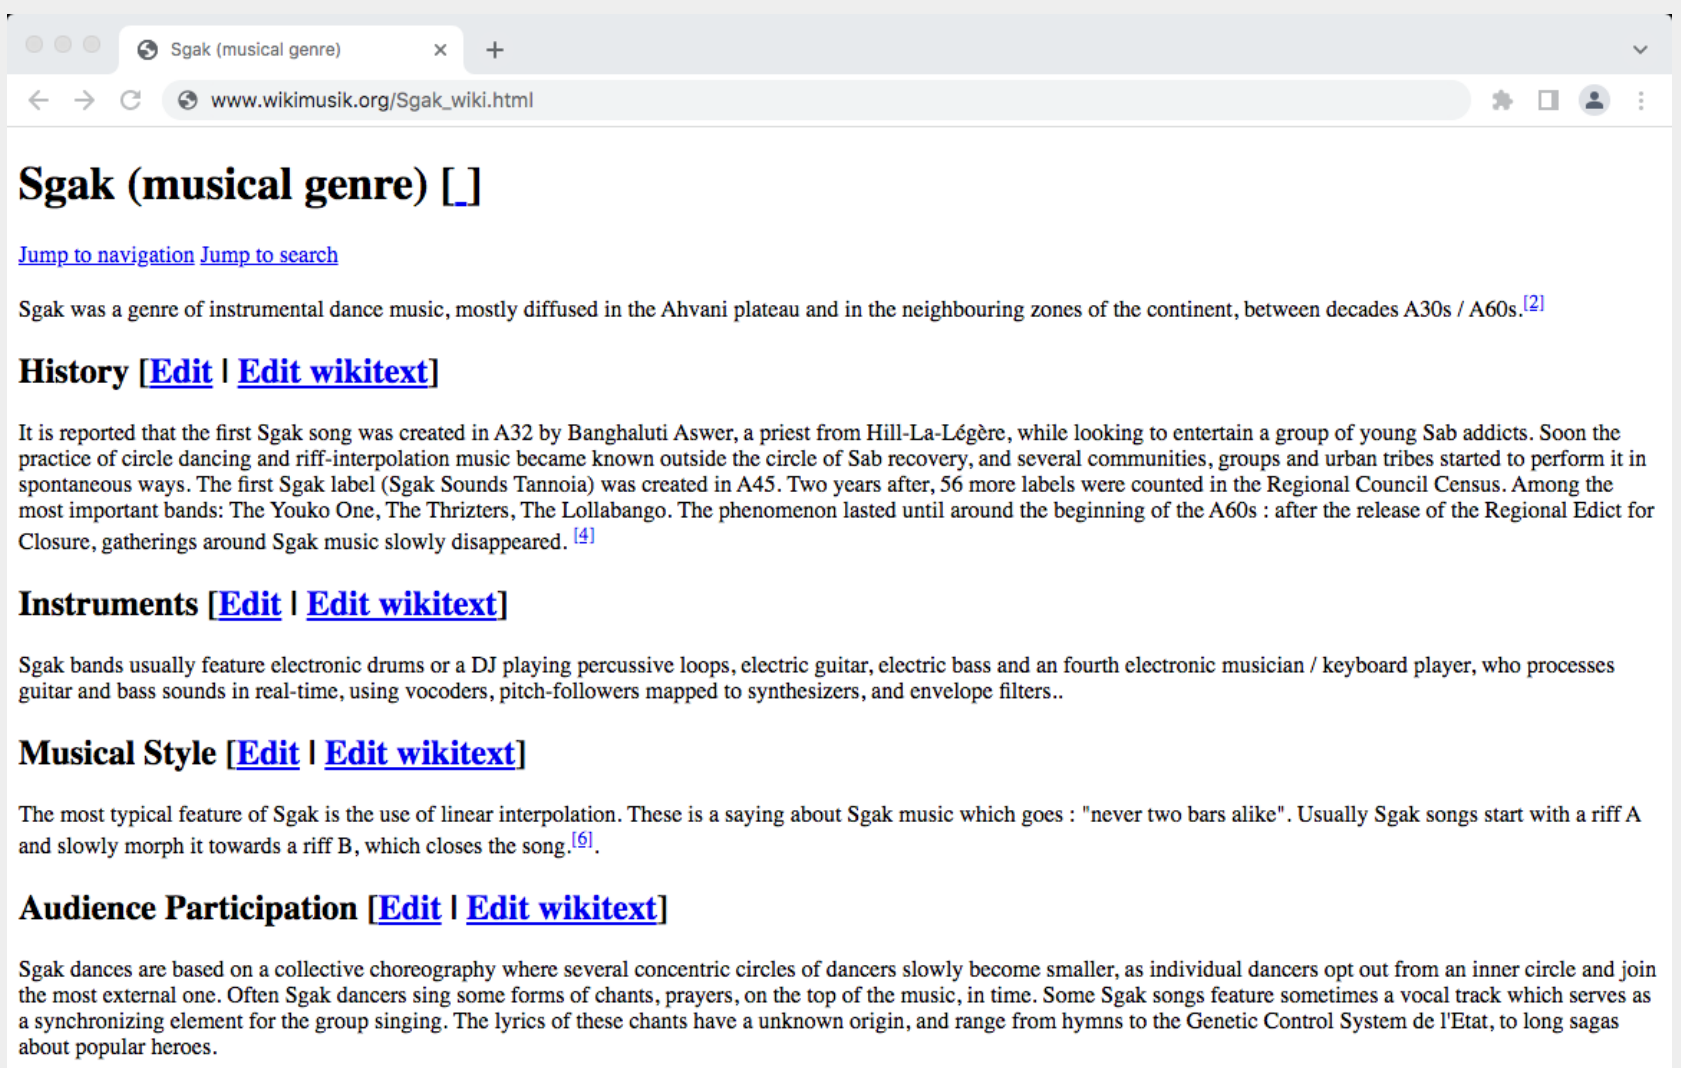 Sgak (musical genre)
www.wikimusik.org/Sgak_wiki.html
Sgak (musical genre) [ ]
Jump to navigation Jump to search
Sgak was a genre of instrumental dance music, mostly diffused in the Ahvani plateau and in the neighbouring zones of the continent, between decades A30s / A60s.[2]
History [Edit | Edit wikitext]
It is reported that the first Sgak song was created in A32 by Banghaluti Aswer, a priest from Hill-La-Légère, while looking to entertain a group of young Sab addicts. Soon the
practice of circle dancing and riff-interpolation music became known outside the circle of Sab recovery, and several communities, groups and urban tribes started to perform it in
spontaneous ways. The first Sgak label (Sgak Sounds Tannoia) was created in A45. Two years after, 56 more labels were counted in the Regional Council Census. Among the
most important bands: The Youko One, The Thrizters, The Lollabango. The phenomenon lasted until around the beginning of the A60s : after the release of the Regional Edict for
Closure, gatherings around Sgak music slowly disappeared. [4]
Instruments [Edit | Edit wikitext]
Sgak bands usually feature electronic drums or a DJ playing percussive loops, electric guitar, electric bass and an fourth electronic musician / keyboard player, who processes
guitar and bass sounds in real-time, using vocoders, pitch-followers mapped to synthesizers, and envelope filters..
Musical Style [Edit | Edit wikitext]
The most typical feature of Sgak is the use of linear interpolation. These is a saying about Sgak music which goes : "never two bars alike". Usually Sgak songs start with a riff A
and slowly morph it towards a riff B, which closes the song.[6].
Audience Participation [Edit | Edit wikitext]
Sgak dances are based on a collective choreography where several concentric circles of dancers slowly become smaller, as individual dancers opt out from an inner circle and join
the most external one. Often Sgak dancers sing some forms of chants, prayers, on the top of the music, in time. Some Sgak songs feature sometimes a vocal track which serves as
a synchronizing element for the group singing. The lyrics of these chants have a unknown origin, and range from hymns to the Genetic Control System de l'Etat, to long sagas
about popular heroes.